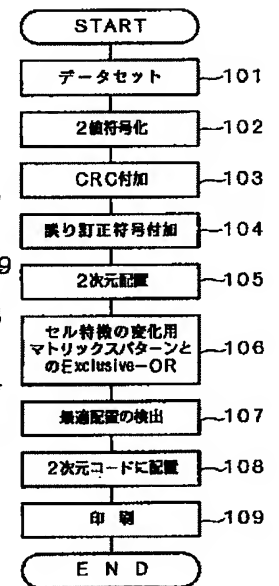 START
データセット 101
2値符号化 102
CRC付加 103
誤り訂正符号付加 104
2次元配置 105
セル特徴の変化用
マトリックスパターンと
のExclusive-OR 106
最適配置の検出 107
2次元コードに配置 108
印刷 109
END